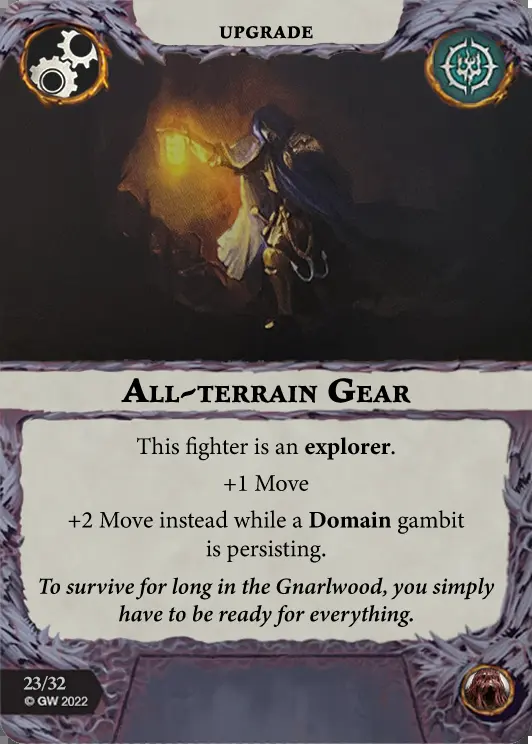 UPGRADE
All-terrain Gear
This fighter is an explorer.
+1 Move
+2 Move instead while a Domain gambit
is persisting.
To survive for long in the Gnarlwood, you simply
have to be ready for everything.
23/32
© GW 2022